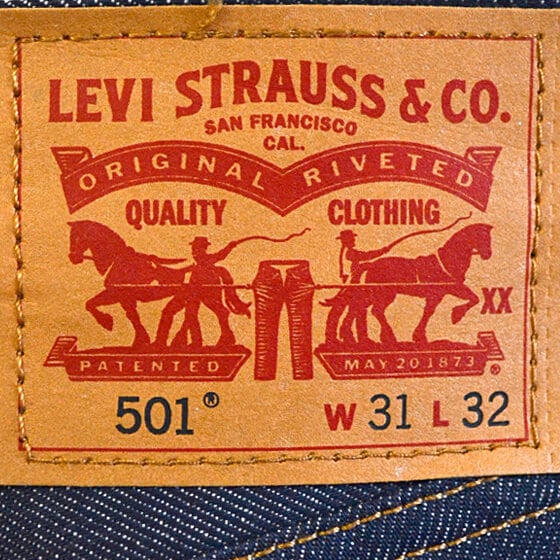 LEVI STRAUSS & CO.
SAN FRANCISCO
CAL.
ORIGINAL RIVETED
QUALITY CLOTHING
XX
PATENTED MAY 20 1873 ®
501® W 31 L 32